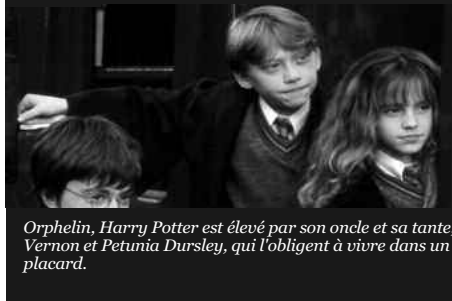 Orphelin, Harry Potter est élevé par son oncle et sa tante,
Vernon et Petunia Dursley, qui l'obligent à vivre dans un
placard.